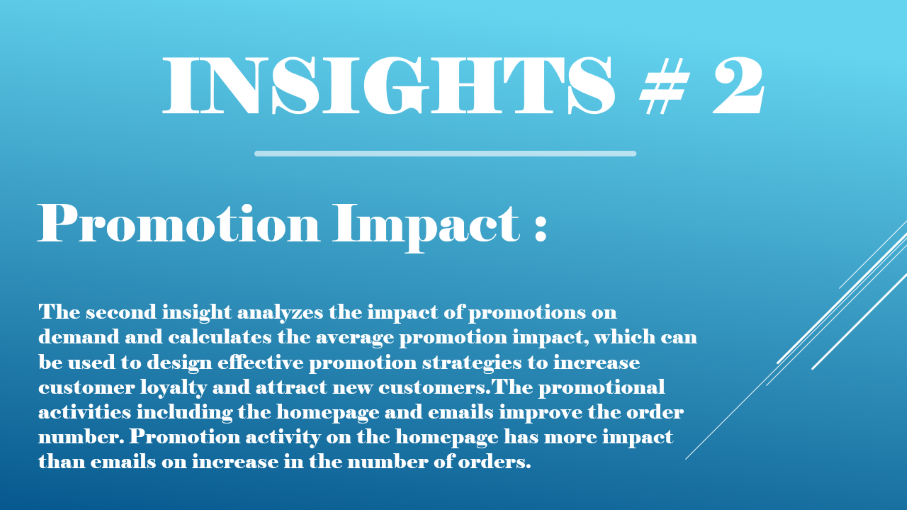 INSIGHTS # 2
Promotion Impact :
The second insight analyzes the impact of promotions on
demand and calculates the average promotion impact, which can
be used to design effective promotion strategies to increase
customer loyalty and attract new customers.The promotional
activities including the homepage and emails improve the order
number. Promotion activity on the homepage has more impact
than emails on increase in the number of orders.